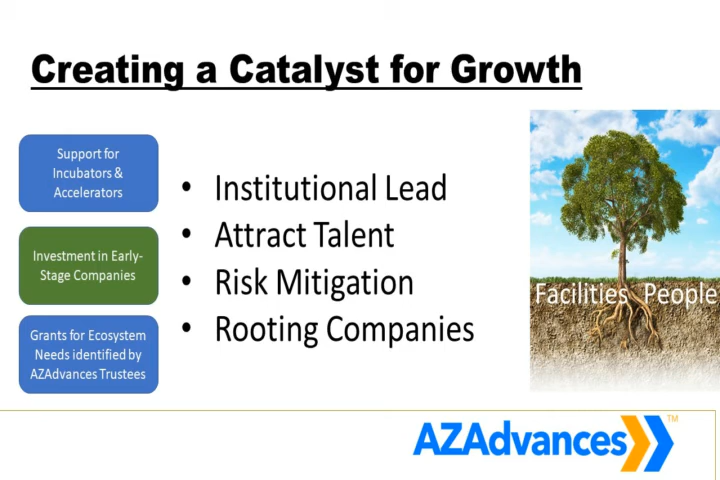 Creating a Catalyst for Growth
Support for
Incubators &
Accelerators
Investment in Early-
Stage Companies
Grants for Ecosystem
Needs identified by
AZAdvances Trustees
• Institutional Lead
• Attract Talent
• Risk Mitigation
• Rooting Companies
Facilities People
AZAdvances TM